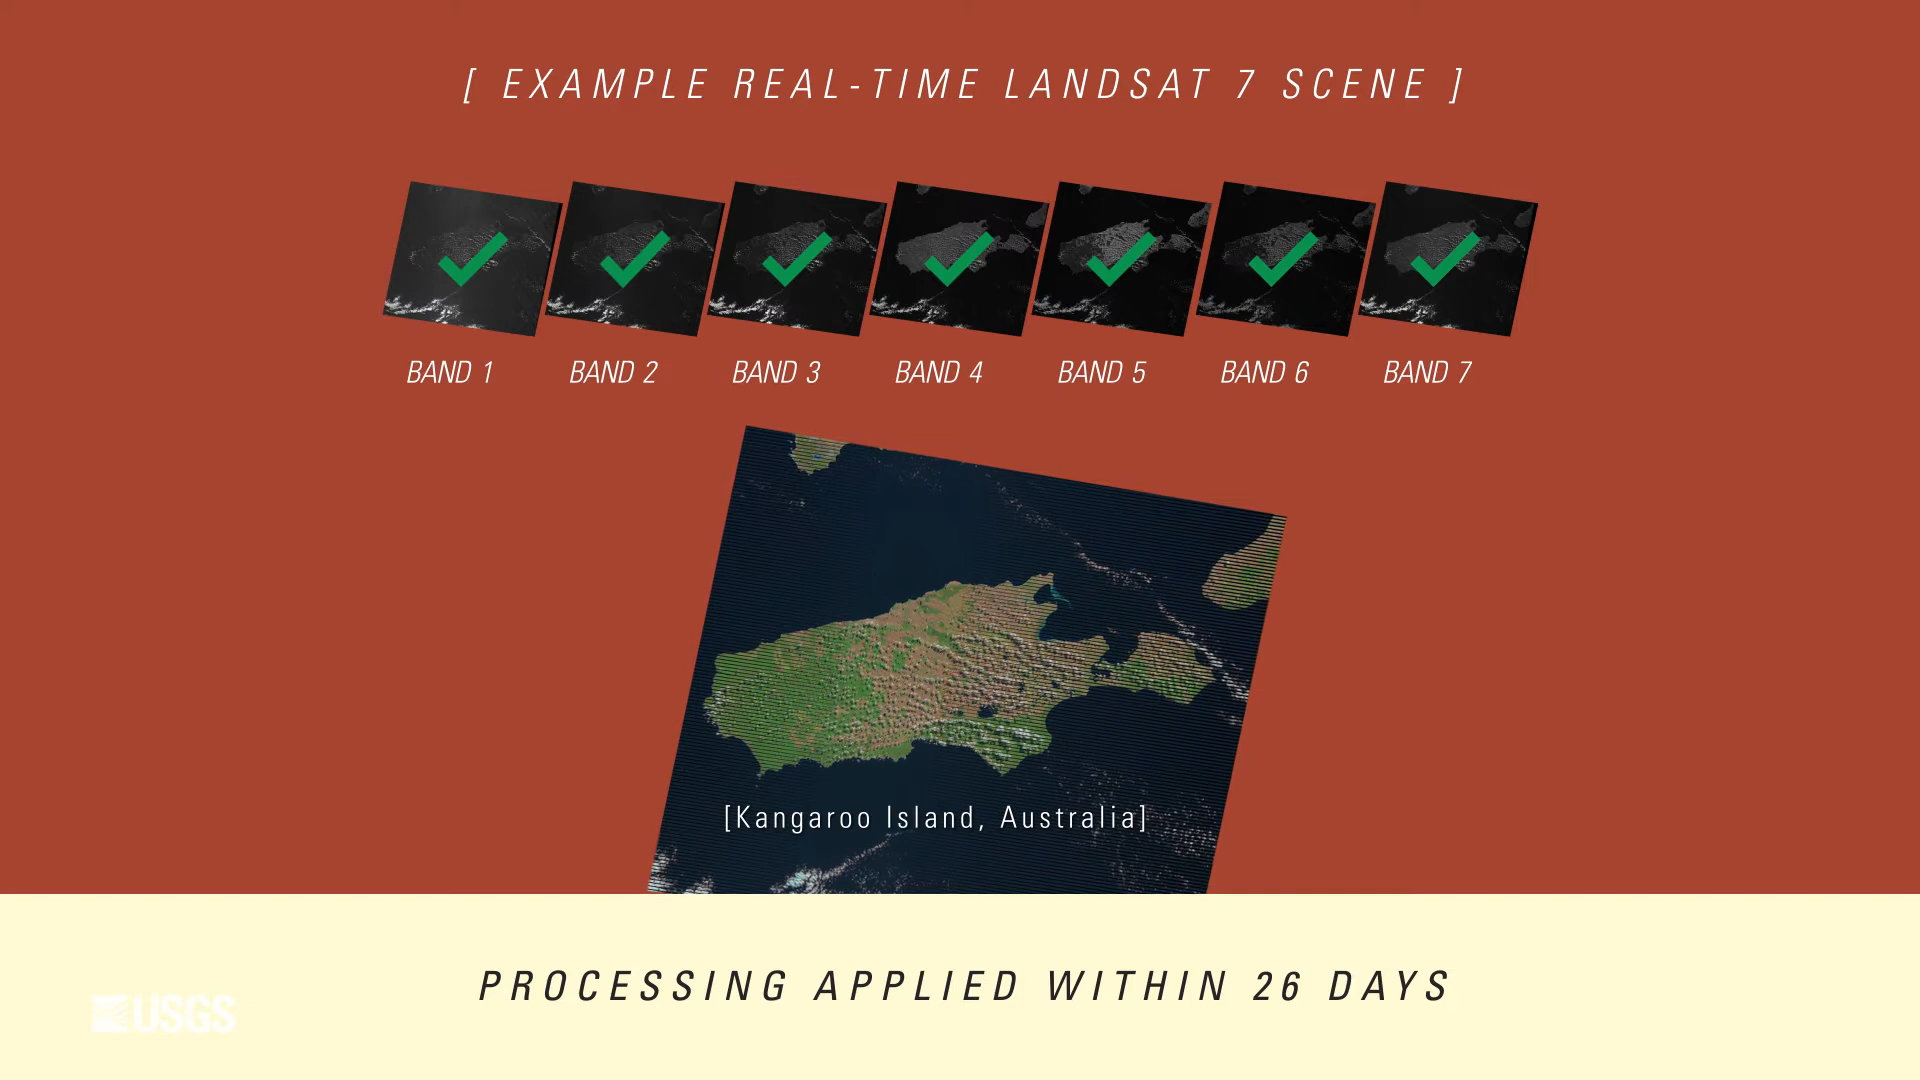 [ EXAMPLE REAL-TIME LANDSAT 7 SCENE ]
BAND 1 BAND 2 BAND 3 BAND 4 BAND 5 BAND 6 BAND 7
[Kangaroo Island, Australia]
PROCESSING APPLIED WITHIN 26 DAYS
USGS